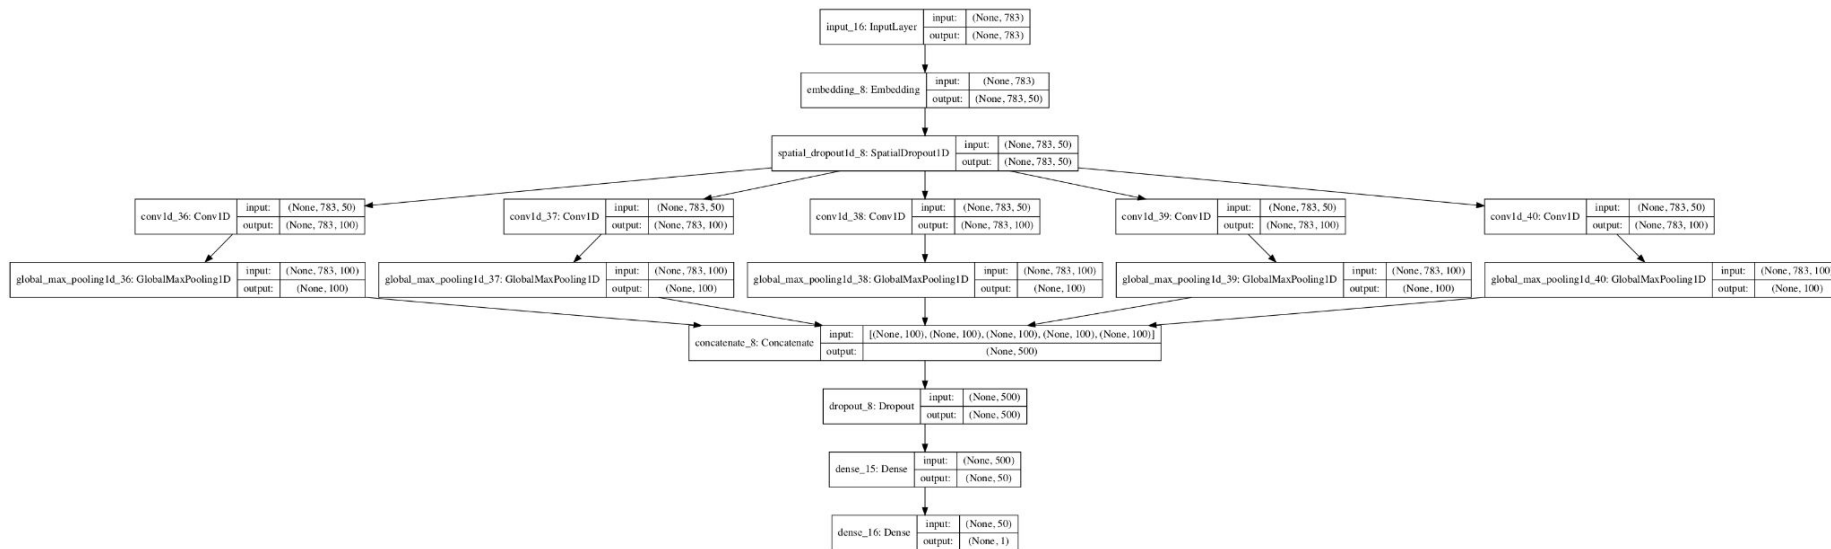 input_16: InputLayer
input: (None, 783)
output: (None, 783)
embedding_8: Embedding
input: (None, 783)
output: (None, 783, 50)
spatial_dropout1d_8: SpatialDropout1D
input: (None, 783, 50)
output: (None, 783, 50)
conv1d_36: Conv1D
input: (None, 783, 50)
output: (None, 783, 100)
conv1d_37: Conv1D
input: (None, 783, 50)
output: (None, 783, 100)
conv1d_38: Conv1D
input: (None, 783, 50)
output: (None, 783, 100)
conv1d_39: Conv1D
input: (None, 783, 50)
output: (None, 783, 100)
conv1d_40: Conv1D
input: (None, 783, 50)
output: (None, 783, 100)
global_max_pooling1d_36: GlobalMaxPooling1D
input: (None, 783, 100)
output: (None, 100)
global_max_pooling1d_37: GlobalMaxPooling1D
input: (None, 783, 100)
output: (None, 100)
global_max_pooling1d_38: GlobalMaxPooling1D
input: (None, 783, 100)
output: (None, 100)
global_max_pooling1d_39: GlobalMaxPooling1D
input: (None, 783, 100)
output: (None, 100)
global_max_pooling1d_40: GlobalMaxPooling1D
input: (None, 783, 100)
output: (None, 100)
concatenate_8: Concatenate
input: [(None, 100), (None, 100), (None, 100), (None, 100), (None, 100)]
output: (None, 500)
dropout_8: Dropout
input: (None, 500)
output: (None, 500)
dense_15: Dense
input: (None, 500)
output: (None, 50)
dense_16: Dense
input: (None, 50)
output: (None, 1)